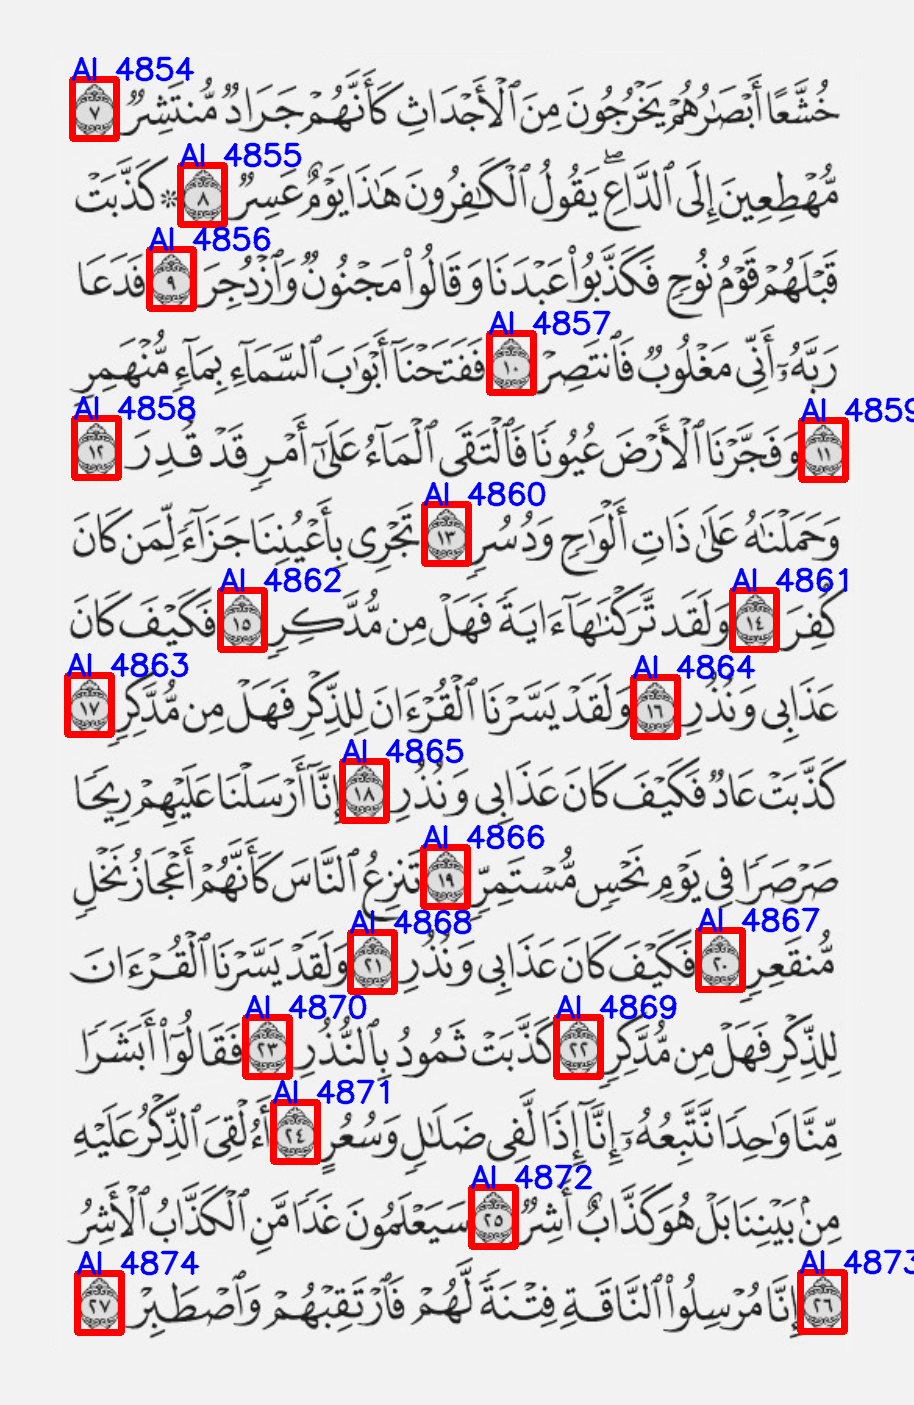 AI 4854
خُشَّعًا أَبْصَٰرُهُمْ يَخْرُجُونَ مِنَ ٱلْأَجْدَاثِ كَأَنَّهُمْ جَرَادٌ مُّنتَشِرٌ ٧
AI 4855
مُّهْطِعِينَ إِلَى ٱلدَّاعِ ۖ يَقُولُ ٱلْكَٰفِرُونَ هَٰذَا يَوْمٌ عَسِرٌ ٨ ۞ كَذَّبَتْ
AI 4856
قَبْلَهُمْ قَوْمُ نُوحٍ فَكَذَّبُوا۟ عَبْدَنَا وَقَالُوا۟ مَجْنُونٌ وَٱزْدُجِرَ ٩ فَدَعَا
AI 4857
رَبَّهُۥٓ أَنِّى مَغْلُوبٌ فَٱنتَصِرْ ١٠ فَفَتَحْنَآ أَبْوَٰبَ ٱلسَّمَآءِ بِمَآءٍ مُّنْهَمِرٍ
AI 4859 AI 4858
١١ وَفَجَّرْنَا ٱلْأَرْضَ عُيُونًا فَٱلْتَقَى ٱلْمَآءُ عَلَىٰٓ أَمْرٍ قَدْ قُدِرَ ١٢
AI 4860
وَحَمَلْنَٰهُ عَلَىٰ ذَاتِ أَلْوَٰحٍ وَدُسُرٍ ١٣ تَجْرِى بِأَعْيُنِنَا جَزَآءً لِّمَن كَانَ
AI 4861 AI 4862
كُفِرَ ١٤ وَلَقَد تَّرَكْنَٰهَآ ءَايَةً فَهَلْ مِن مُّدَّكِرٍ ١٥ فَكَيْفَ كَانَ
AI 4864 AI 4863
عَذَابِى وَنُذُرِ ١٦ وَلَقَدْ يَسَّرْنَا ٱلْقُرْءَانَ لِلذِّكْرِ فَهَلْ مِن مُّدَّكِرٍ ١٧
AI 4865
كَذَّبَتْ عَادٌ فَكَيْفَ كَانَ عَذَابِى وَنُذُرِ ١٨ إِنَّآ أَرْسَلْنَا عَلَيْهِمْ رِيحًا
AI 4866
صَرْصَرًا فِى يَوْمِ نَحْسٍ مُّسْتَمِرٍّ ١٩ تَنزِعُ ٱلنَّاسَ كَأَنَّهُمْ أَعْجَازُ نَخْلٍ
AI 4867 AI 4868
مُّنقَعِرٍ ٢٠ فَكَيْفَ كَانَ عَذَابِى وَنُذُرِ ٢١ وَلَقَدْ يَسَّرْنَا ٱلْقُرْءَانَ
AI 4869 AI 4870
لِلذِّكْرِ فَهَلْ مِن مُّدَّكِرٍ ٢٢ كَذَّبَتْ ثَمُودُ بِٱلنُّذُرِ ٢٣ فَقَالُوٓا۟ أَبَشَرًا
AI 4871
مِّنَّا وَٰحِدًا نَّتَّبِعُهُۥٓ إِنَّآ إِذًا لَّفِى ضَلَٰلٍ وَسُعُرٍ ٢٤ أَءُلْقِىَ ٱلذِّكْرُ عَلَيْهِ
AI 4872
مِنۢ بَيْنِنَا بَلْ هُوَ كَذَّابٌ أَشِرٌ ٢٥ سَيَعْلَمُونَ غَدًا مَّنِ ٱلْكَذَّابُ ٱلْأَشِرُ
AI 4873 AI 4874
٢٦ إِنَّا مُرْسِلُوا۟ ٱلنَّاقَةِ فِتْنَةً لَّهُمْ فَٱرْتَقِبْهُمْ وَٱصْطَبِرْ ٢٧